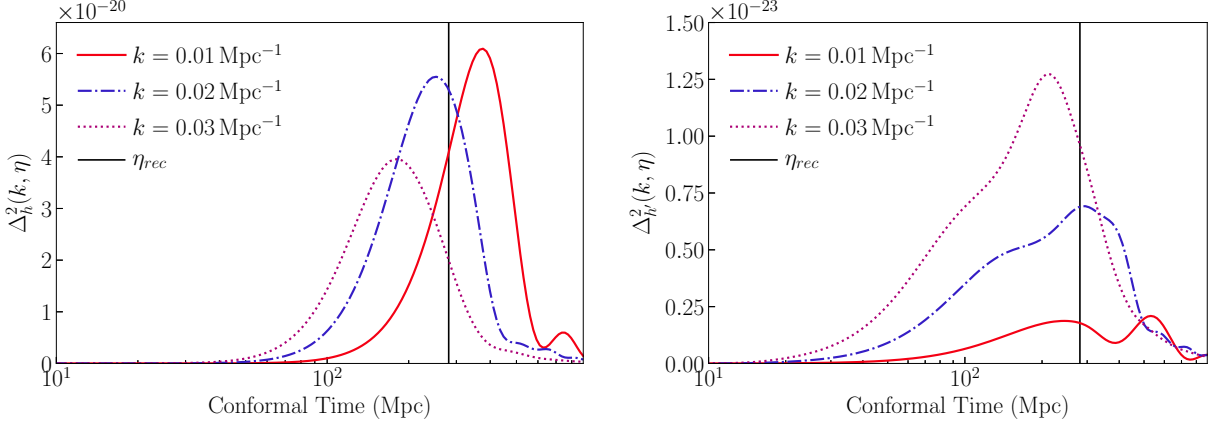 ×10⁻²⁰
6
5
4
3
2
1
0
Δ²ₕ(k, η)
k = 0.01 Mpc⁻¹
k = 0.02 Mpc⁻¹
k = 0.03 Mpc⁻¹
η_rec
10¹
10²
Conformal Time (Mpc)
×10⁻²³
1.50
1.25
1.00
0.75
0.50
0.25
0.00
Δ²ₕ′(k, η)
k = 0.01 Mpc⁻¹
k = 0.02 Mpc⁻¹
k = 0.03 Mpc⁻¹
η_rec
10¹
10²
Conformal Time (Mpc)